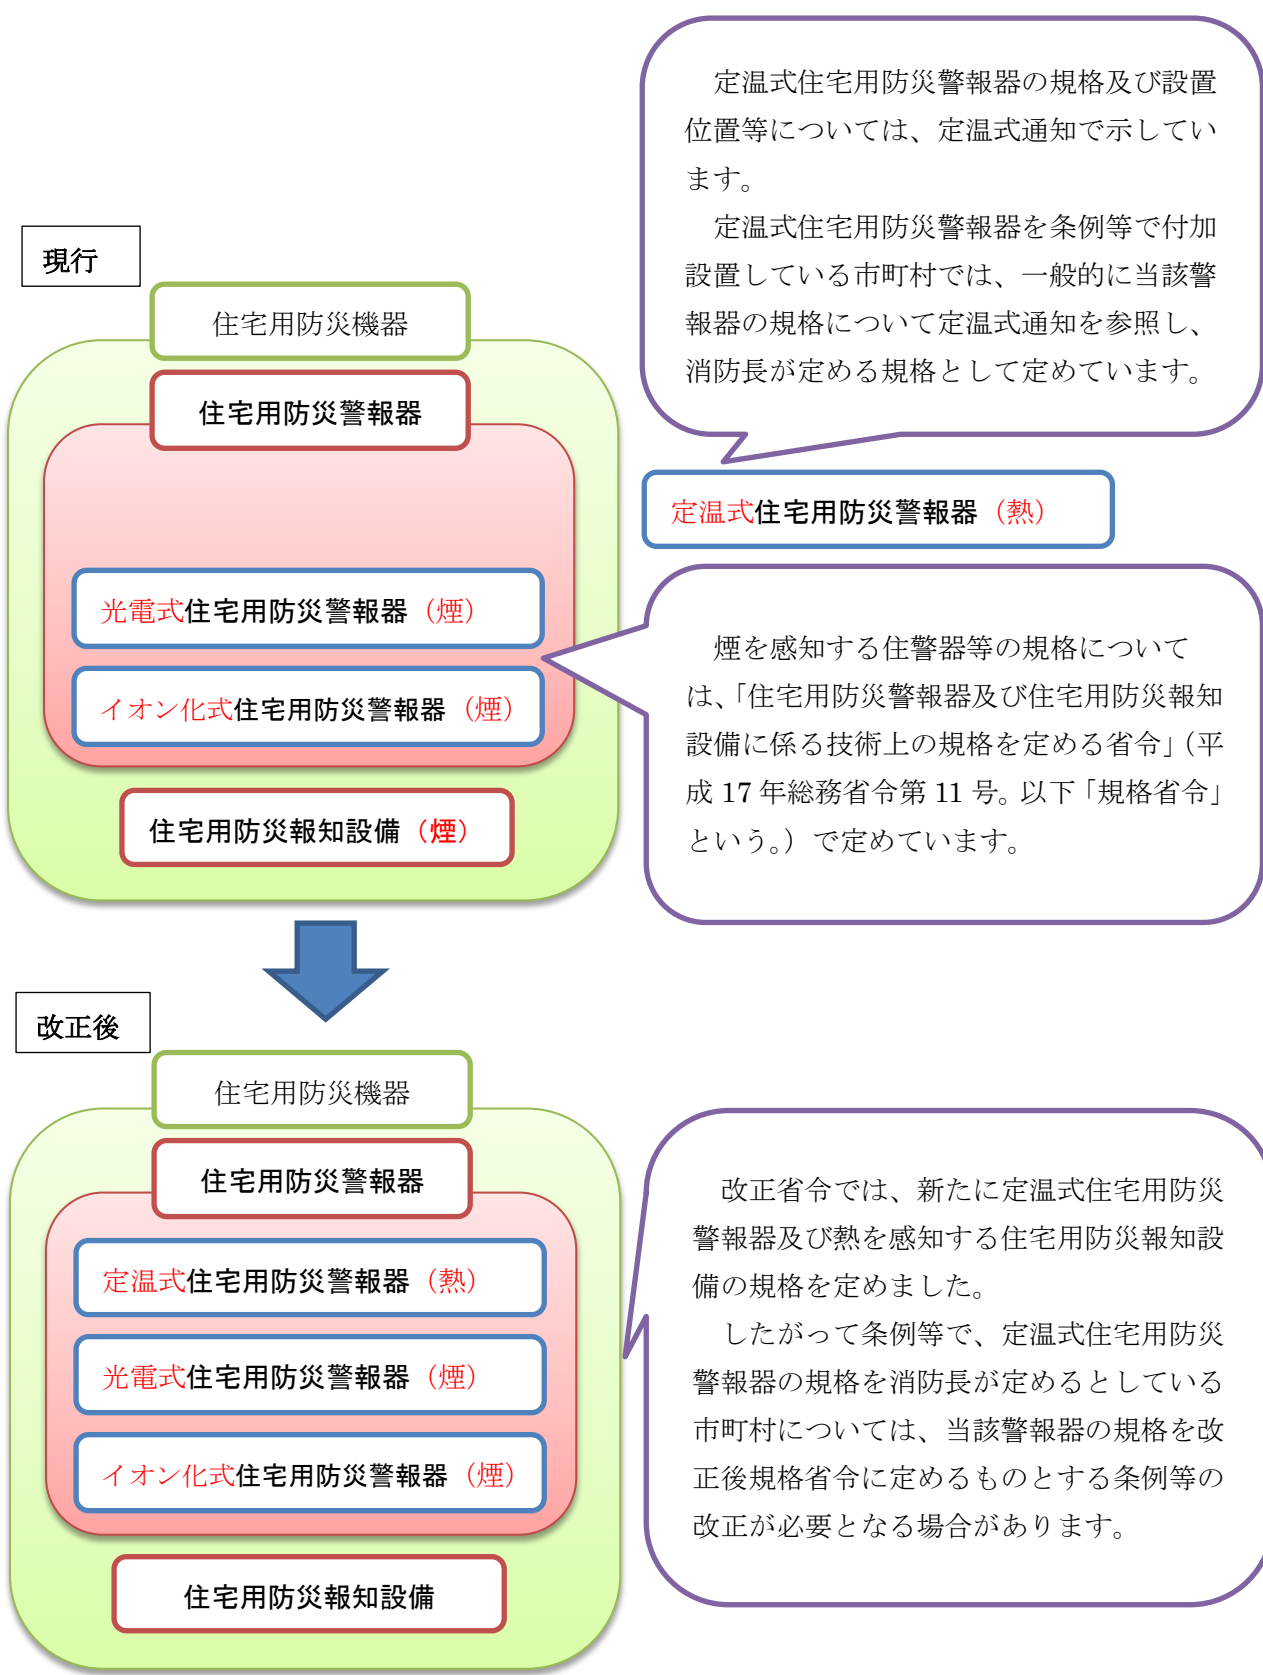 定温式住宅用防災警報器の規格及び設置
位置等については、定温式通知で示してい
ます。
定温式住宅用防災警報器を条例等で付加
設置している市町村では、一般的に当該警
報器の規格について定温式通知を参照し、
消防長が定める規格として定めています。
現行
住宅用防災機器
住宅用防災警報器
定温式住宅用防災警報器（熱）
光電式住宅用防災警報器（煙）
イオン化式住宅用防災警報器（煙）
住宅用防災報知設備（煙）
煙を感知する住警器等の規格について
は、「住宅用防災警報器及び住宅用防災報知
設備に係る技術上の規格を定める省令」（平
成 17 年総務省令第 11 号。以下「規格省令」
という。）で定めています。
改正後
住宅用防災機器
住宅用防災警報器
定温式住宅用防災警報器（熱）
光電式住宅用防災警報器（煙）
イオン化式住宅用防災警報器（煙）
住宅用防災報知設備
改正省令では、新たに定温式住宅用防災
警報器及び熱を感知する住宅用防災報知設
備の規格を定めました。
したがって条例等で、定温式住宅用防災
警報器の規格を消防長が定めるとしている
市町村については、当該警報器の規格を改
正後規格省令に定めるものとする条例等の
改正が必要となる場合があります。